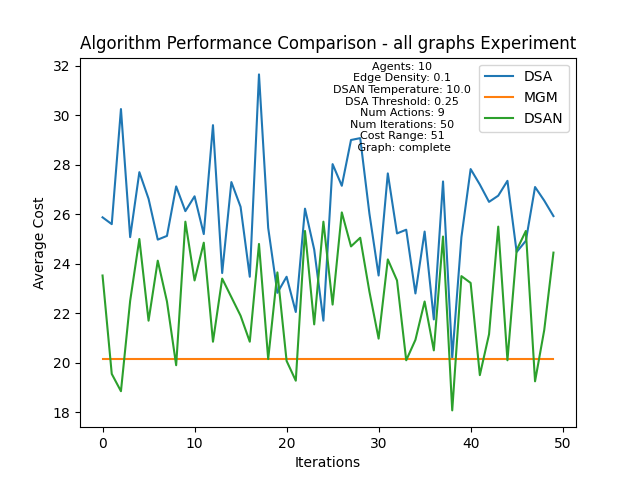 Algorithm Performance Comparison - all graphs Experiment
Agents: 10
Edge Density: 0.1
DSAN Temperature: 10.0
DSA Threshold: 0.25
Num Actions: 9
Num Iterations: 50
Cost Range: 51
Graph: complete
DSA
MGM
DSAN
Average Cost
32
30
28
26
24
22
20
18
0
10
20
30
40
50
Iterations